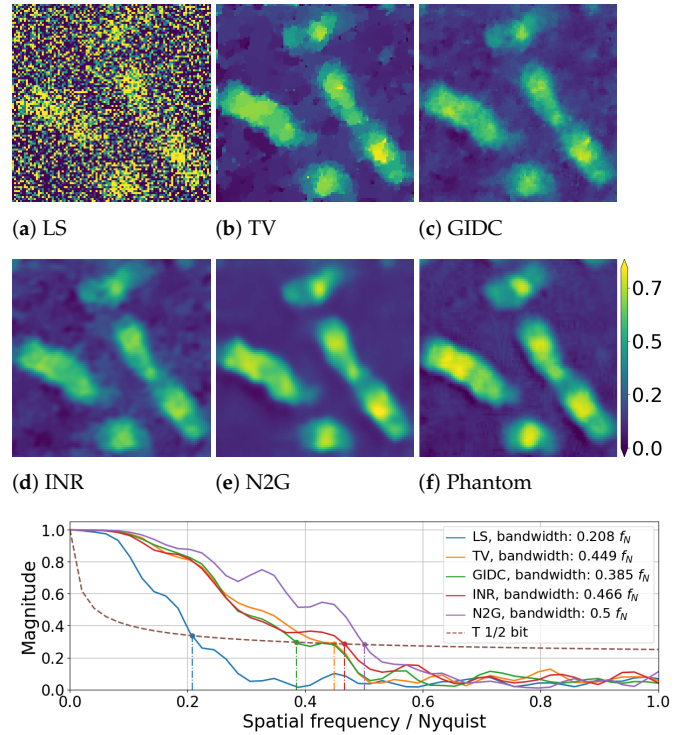 (a) LS
(b) TV
(c) GIDC
0.7
0.5
0.2
0.0
(d) INR
(e) N2G
(f) Phantom
1.0
0.8
0.6
0.4
0.2
0.0
Magnitude
LS, bandwidth: 0.208 f_N
TV, bandwidth: 0.449 f_N
GIDC, bandwidth: 0.385 f_N
INR, bandwidth: 0.466 f_N
N2G, bandwidth: 0.5 f_N
T 1/2 bit
0.0 0.2 0.4 0.6 0.8 1.0
Spatial frequency / Nyquist